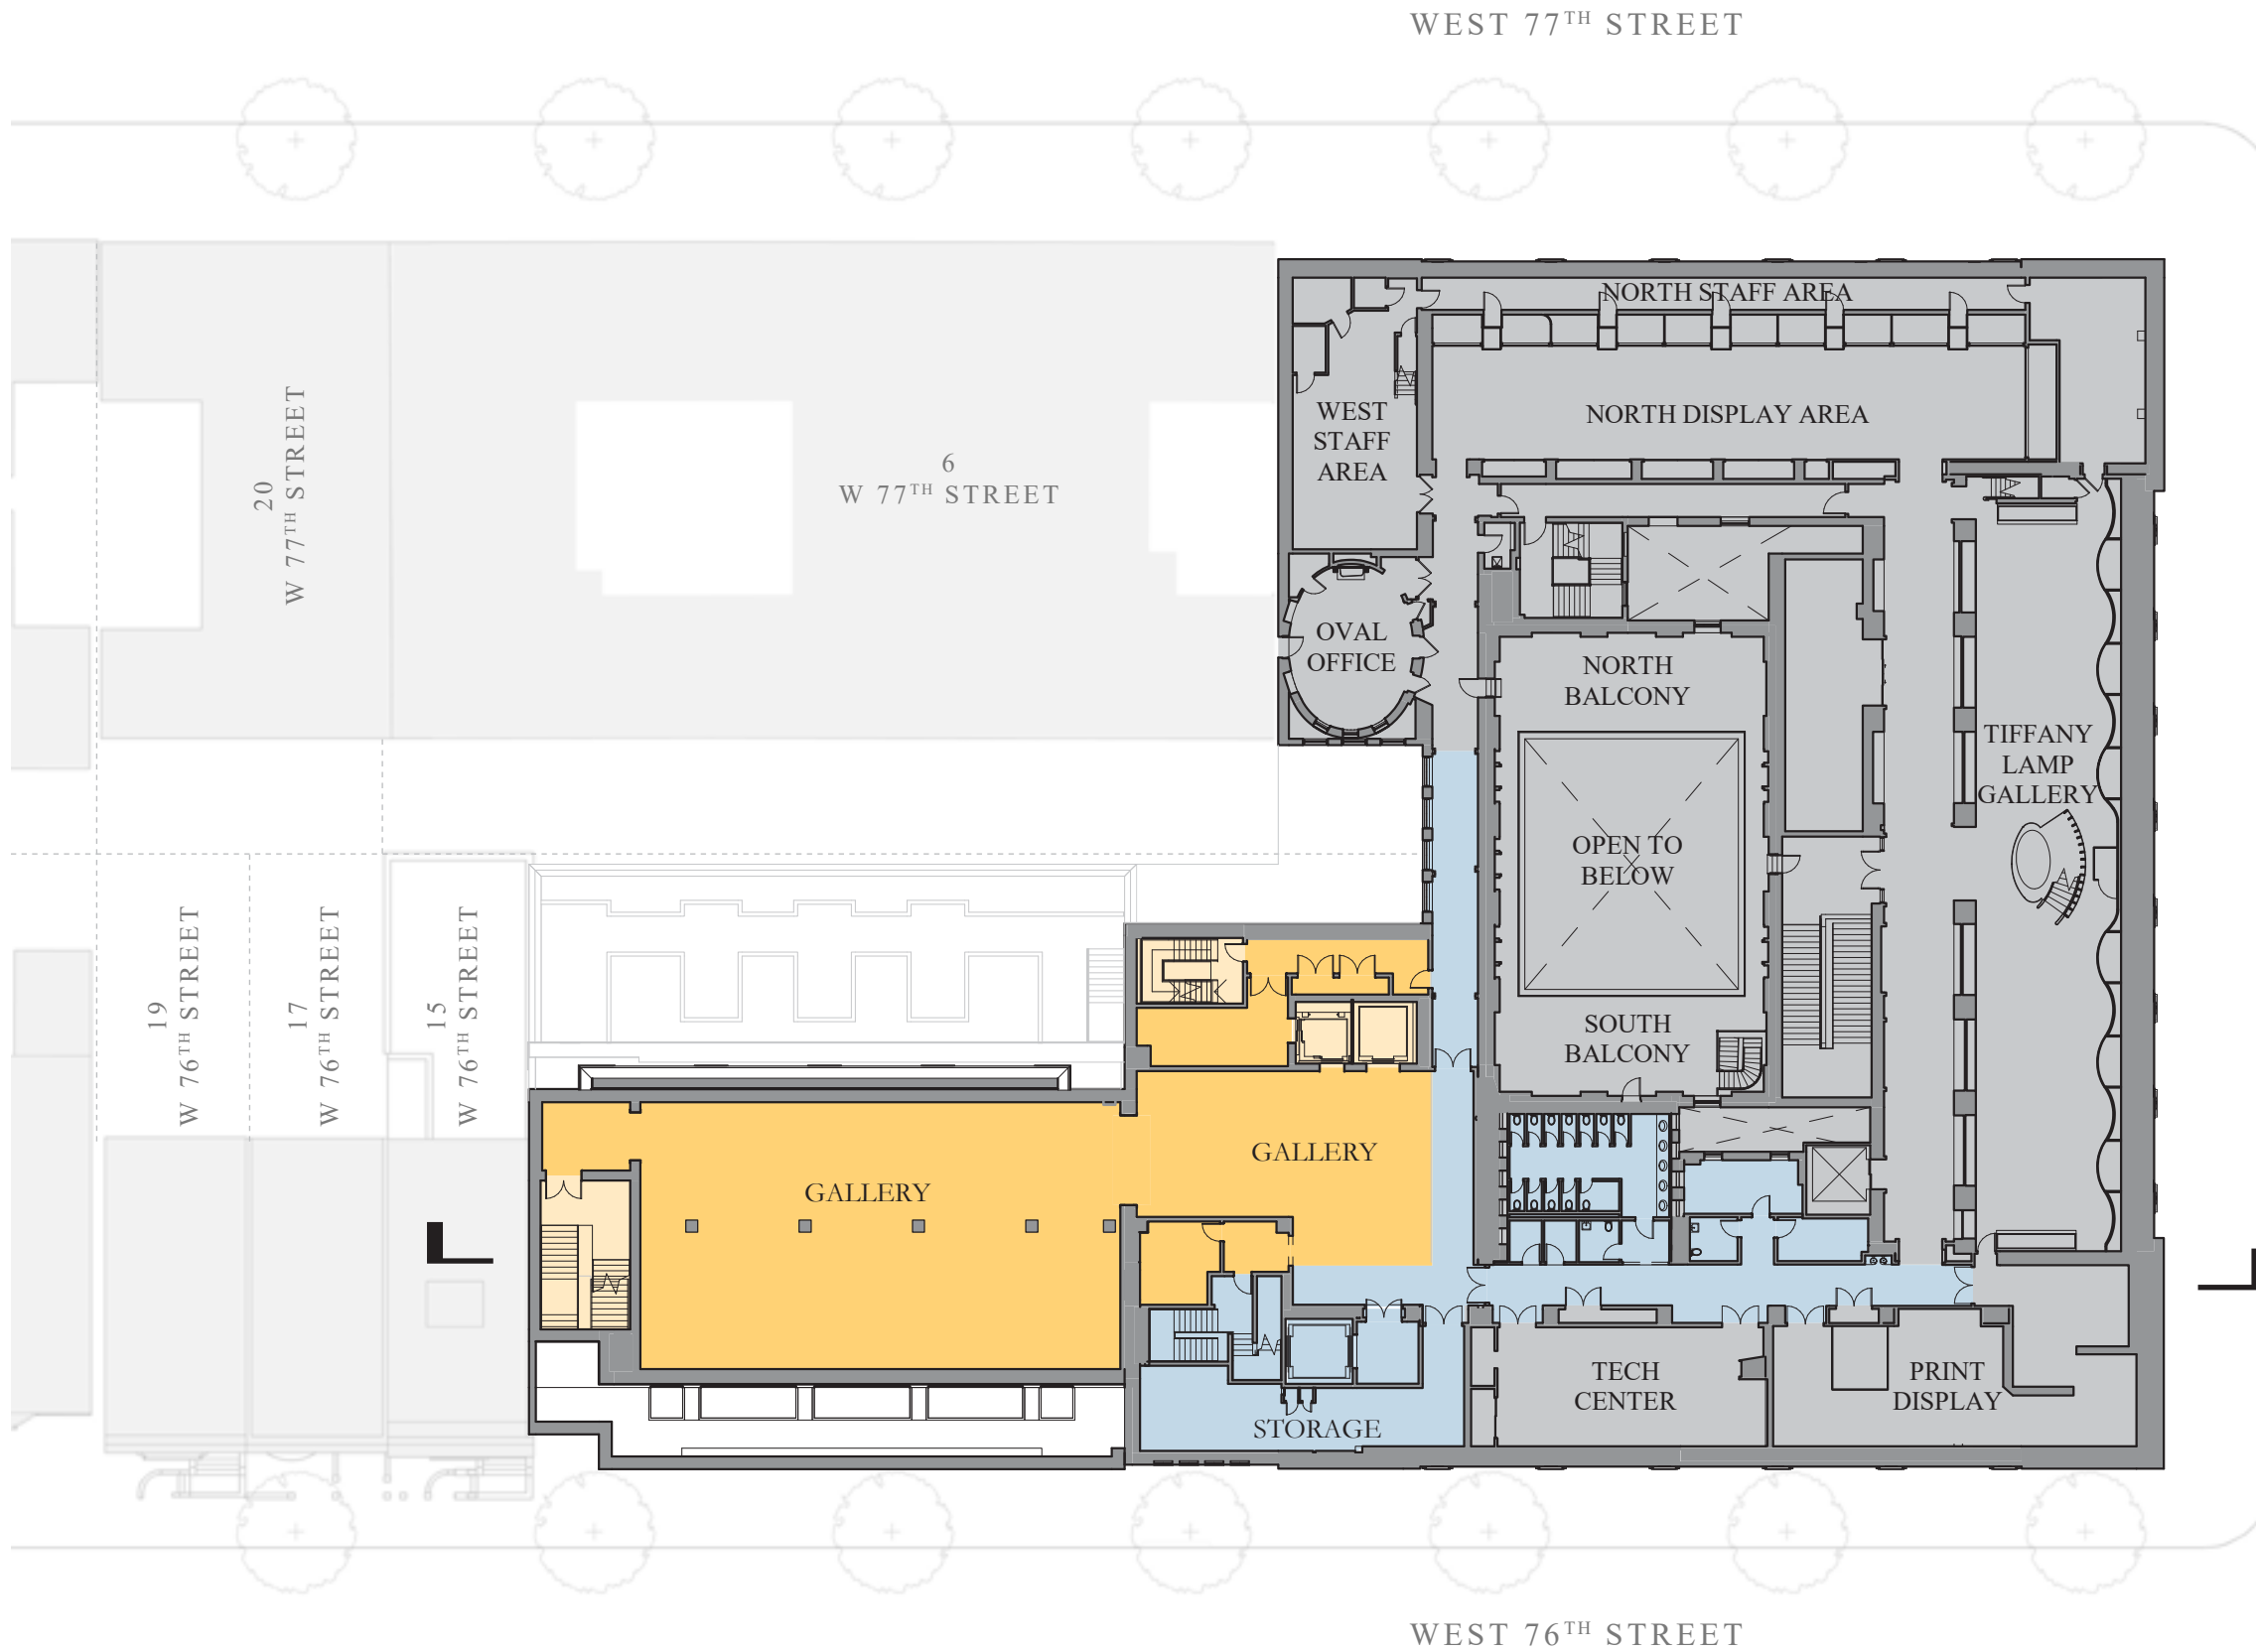 WEST 77TH STREET
NORTH STAFF AREA
WEST
STAFF
AREA
NORTH DISPLAY AREA
20
W 77TH STREET
6
W 77TH STREET
OVAL
OFFICE
NORTH
BALCONY
TIFFANY
LAMP
GALLERY
OPEN TO
BELOW
19
W 76TH STREET
17
W 76TH STREET
15
W 76TH STREET
SOUTH
BALCONY
GALLERY
GALLERY
TECH
CENTER
PRINT
DISPLAY
STORAGE
WEST 76TH STREET